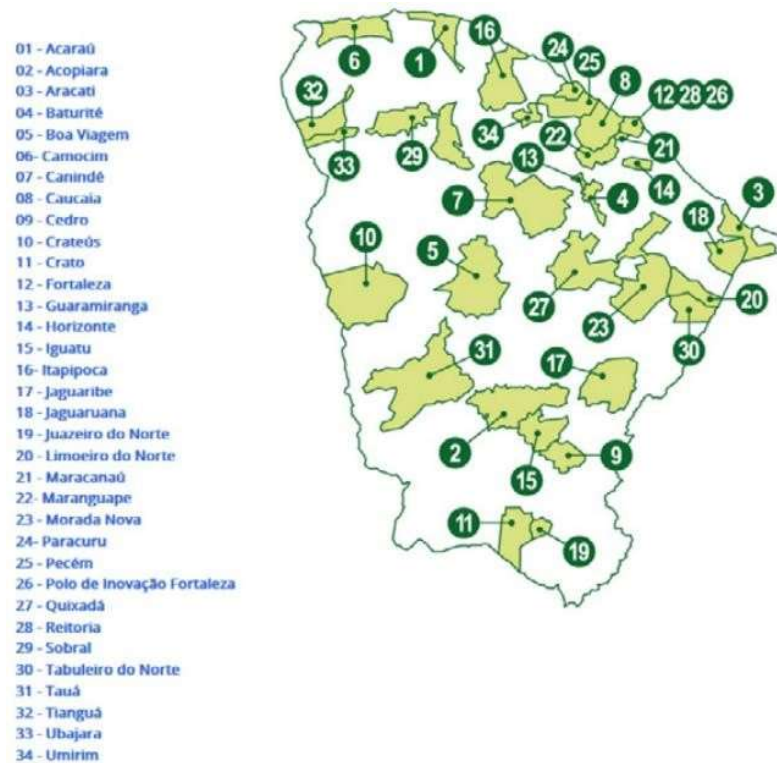 01 - Acaraú
02 - Acopiara
03 - Aracati
04 - Baturité
05 - Boa Viagem
06- Camocim
07 - Canindé
08 - Caucaia
09 - Cedro
10 - Crateús
11 - Crato
12 - Fortaleza
13 - Guaramiranga
14 - Horizonte
15 - Iguatu
16- Itapipoca
17 - Jaguaribe
18 - Jaguaruana
19 - Juazeiro do Norte
20 - Limoeiro do Norte
21 - Maracanaú
22- Maranguape
23 - Morada Nova
24- Paracuru
25 - Pecém
26 - Polo de Inovação Fortaleza
27 - Quixadá
28 - Reitoria
29 - Sobral
30 - Tabuleiro do Norte
31 - Tauá
32 - Tianguá
33 - Ubajara
34 - Umirim
6
1
16
24
25
8
12 28 26
32
33
29
34
22
21
13
14
7
4
3
18
10
5
27
23
20
30
31
17
2
15
9
11
19